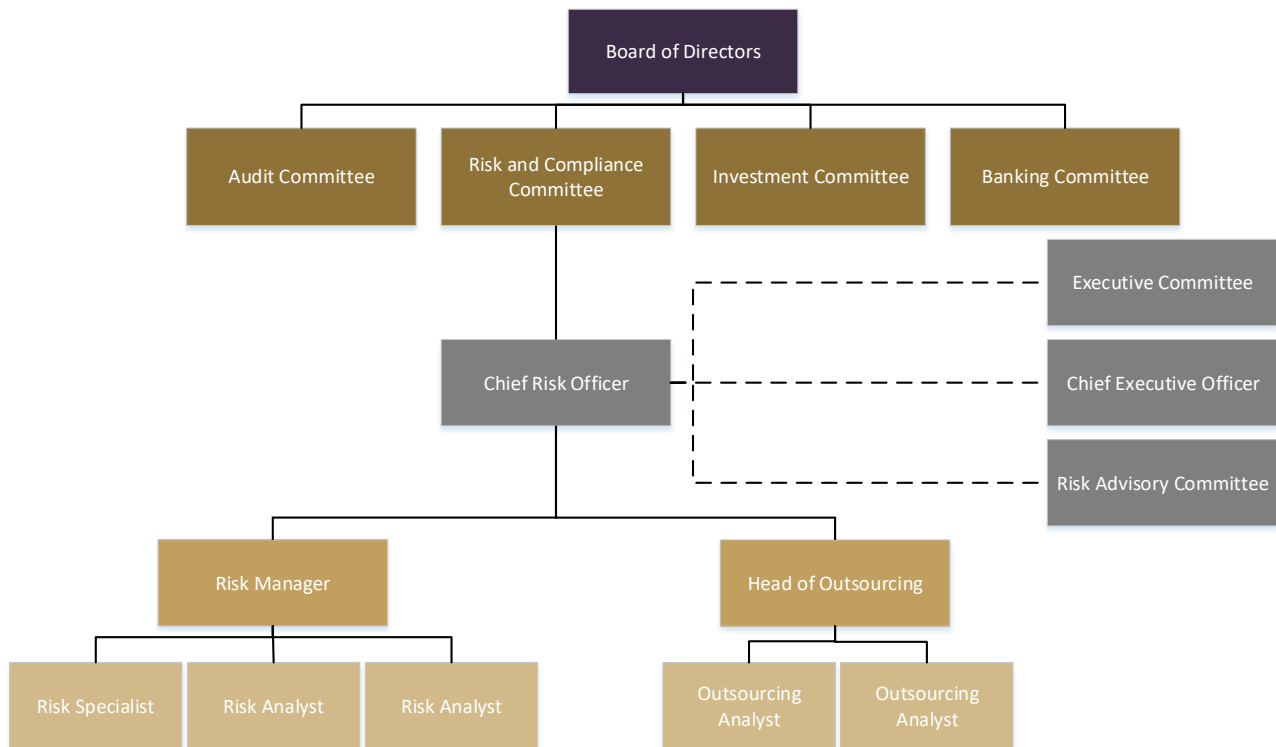 Board of Directors
Audit Committee
Risk and Compliance
Committee
Investment Committee
Banking Committee
Executive Committee
Chief Risk Officer
Chief Executive Officer
Risk Advisory Committee
Risk Manager
Head of Outsourcing
Risk Specialist
Risk Analyst
Risk Analyst
Outsourcing
Analyst
Outsourcing
Analyst